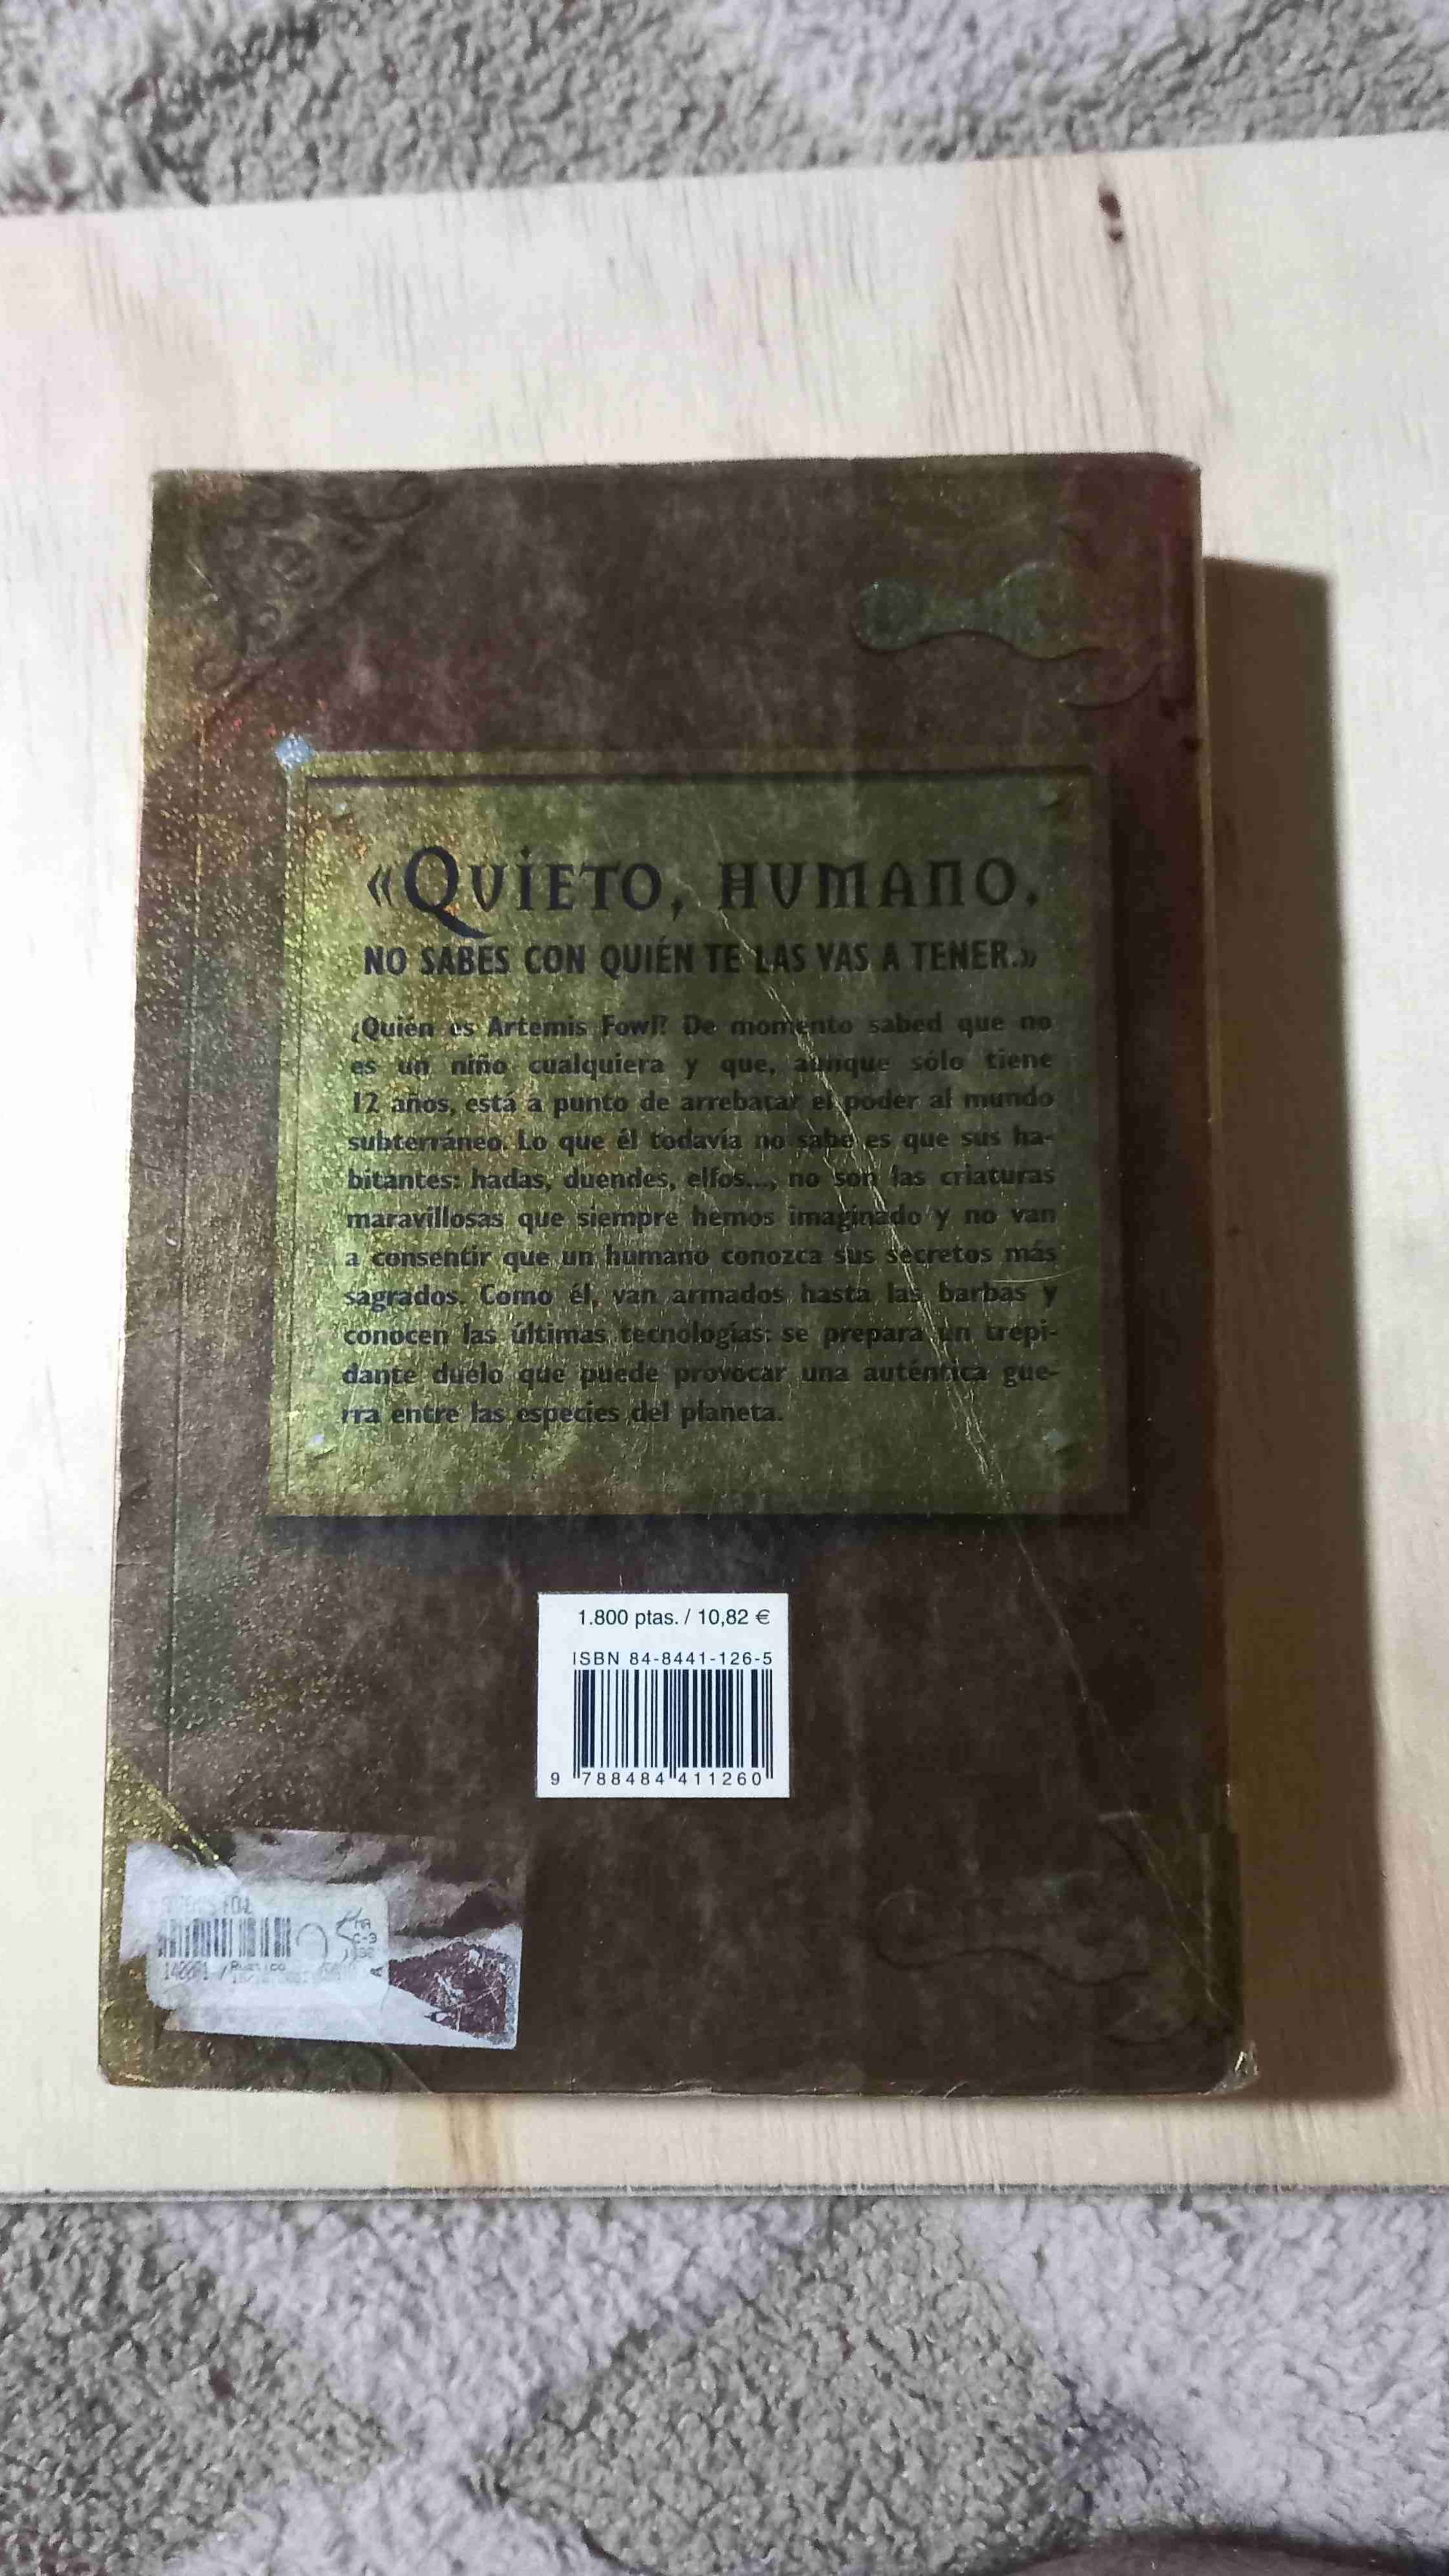 «QUIETO, HUMANO,
NO SABES CON QUIÉN TE LAS VAS A TENER.»
¿Quién es Artemis Fowl? De momento sabed que no
es un niño cualquiera y que, aunque sólo tiene
12 años, está a punto de arrebatar el poder al mundo
subterráneo. Lo que él todavía no sabe es que sus ha-
bitantes: hadas, duendes, elfos..., no son las criaturas
maravillosas que siempre hemos imaginado y no van
a consentir que un humano conozca sus secretos más
sagrados. Como él, van armados hasta las barbas y
conocen las últimas tecnologías: se prepara un trepi-
dante duelo que puede provocar una auténtica gue-
rra entre las especies del planeta.
1.800 ptas. / 10,82 €
ISBN 84-8441-126-5
9 788484 411260